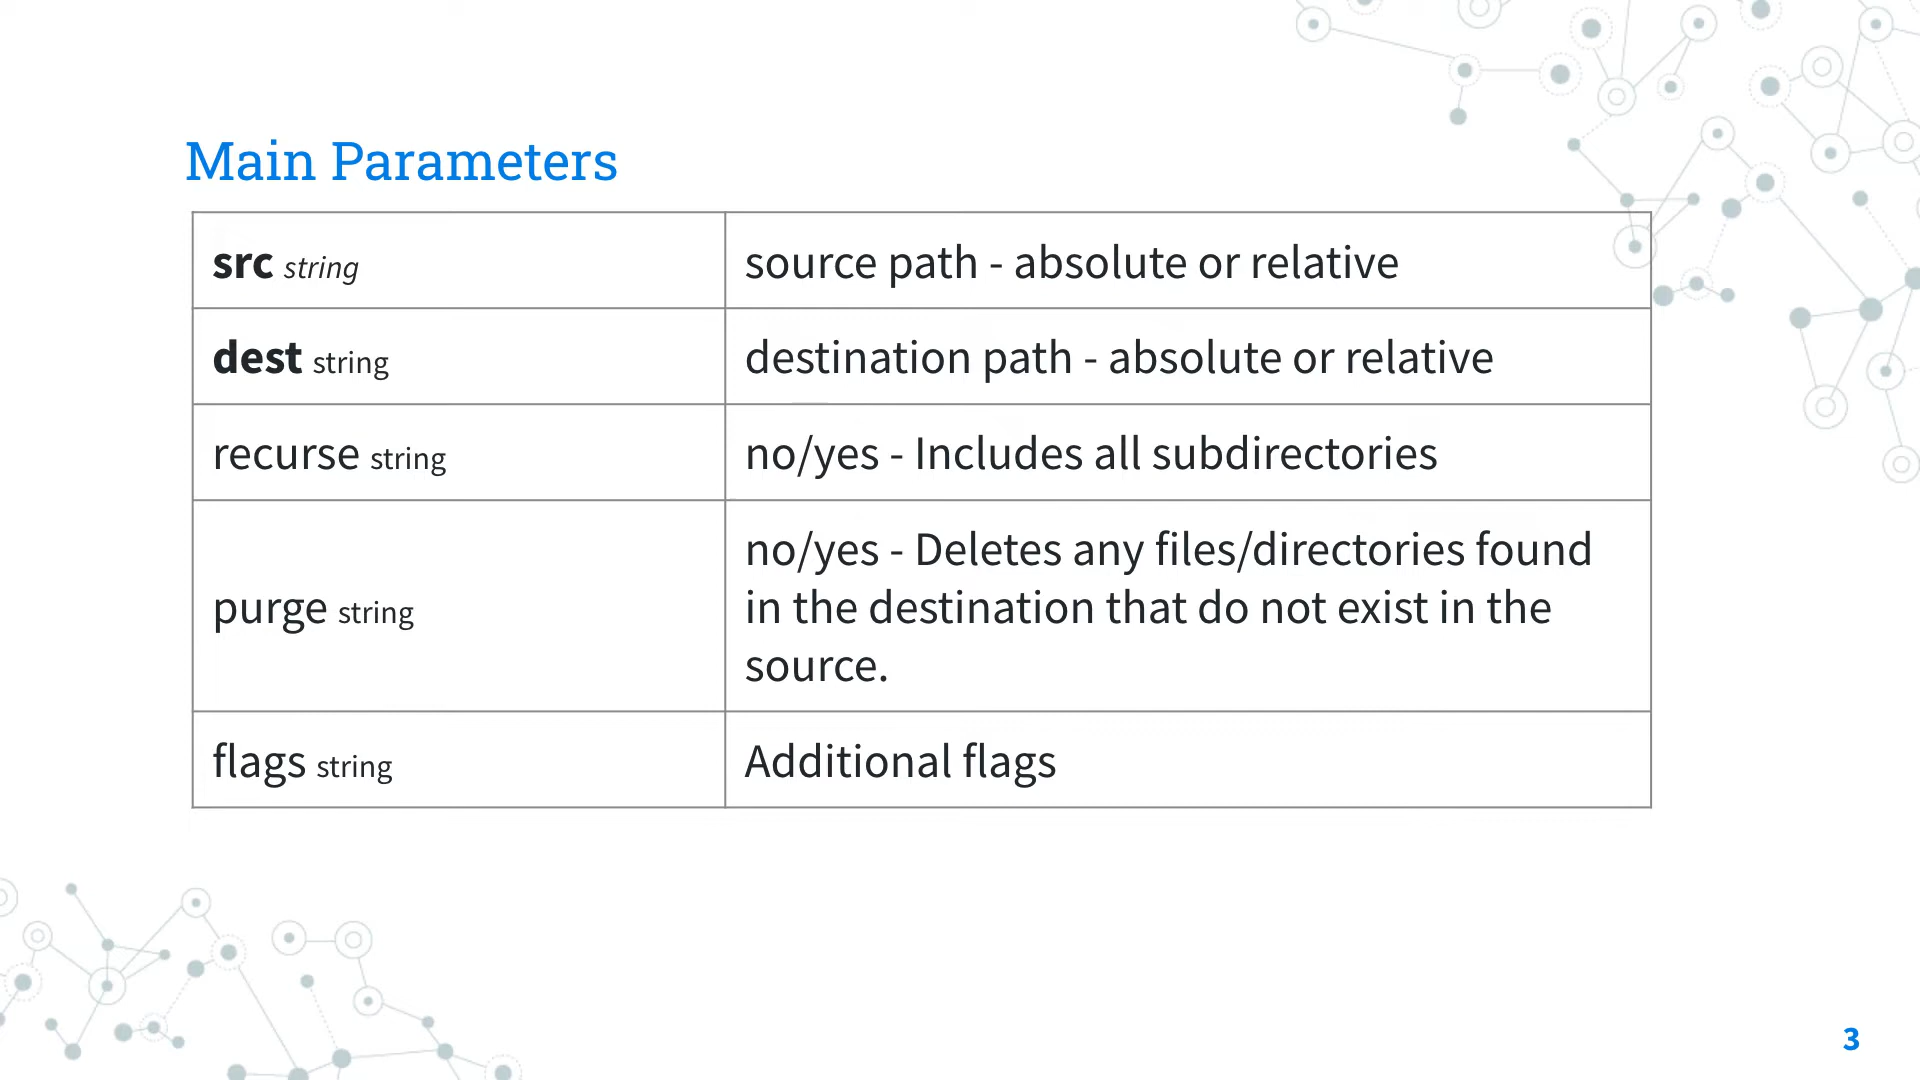 Main Parameters
src string
source path - absolute or relative
dest string
destination path - absolute or relative
recurse string
no/yes - Includes all subdirectories
purge string
no/yes - Deletes any files/directories found
in the destination that do not exist in the
source.
flags string
Additional flags
3